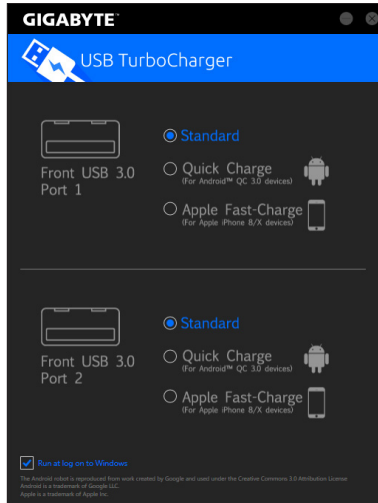 GIGABYTE™
USB TurboCharger
Front USB 3.0
Port 1
Standard
Quick Charge
(For Android™ QC 3.0 devices)
Apple Fast-Charge
(For Apple iPhone 8/X devices)
Front USB 3.0
Port 2
Standard
Quick Charge
(For Android™ QC 3.0 devices)
Apple Fast-Charge
(For Apple iPhone 8/X devices)
Run at log on to Windows
The Android robot is reproduced from work created by Google and used under the Creative Commons 3.0 Attribution License
Android is a trademark of Google LLC.
Apple is a trademark of Apple Inc.